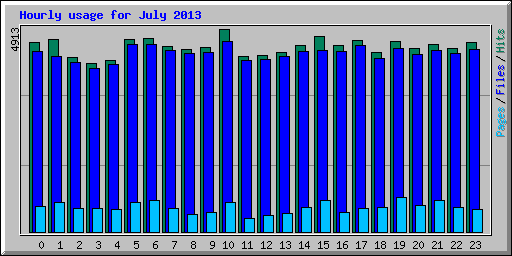 Hourly usage for July 2013
4913
Pages/Files/Hits
0 1 2 3 4 5 6 7 8 9 10 11 12 13 14 15 16 17 18 19 20 21 22 23